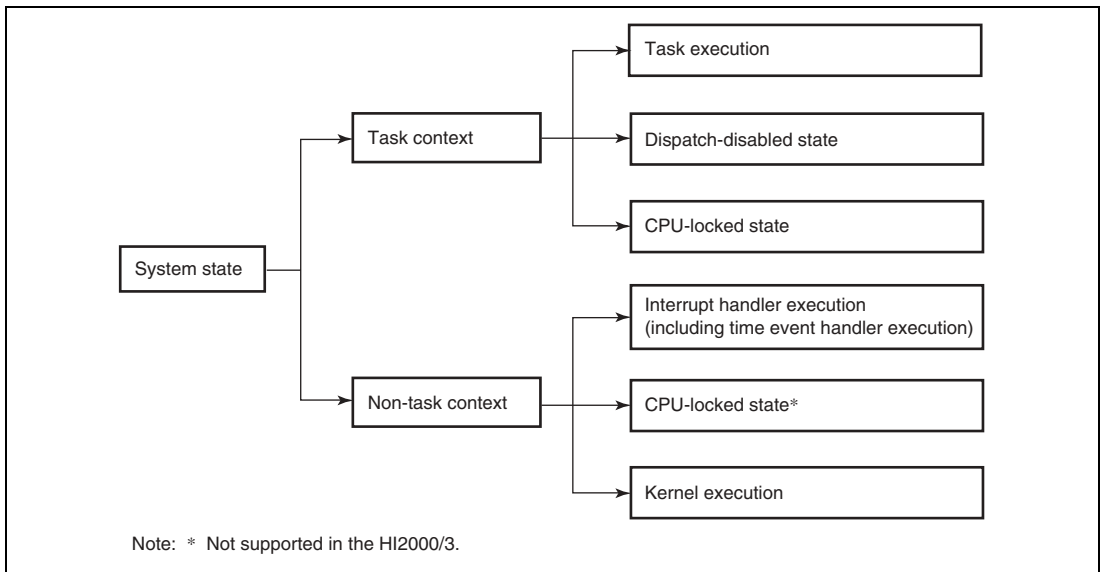 System state
Task context
Task execution
Dispatch-disabled state
CPU-locked state
Non-task context
Interrupt handler execution
(including time event handler execution)
CPU-locked state*
Kernel execution
Note: * Not supported in the HI2000/3.